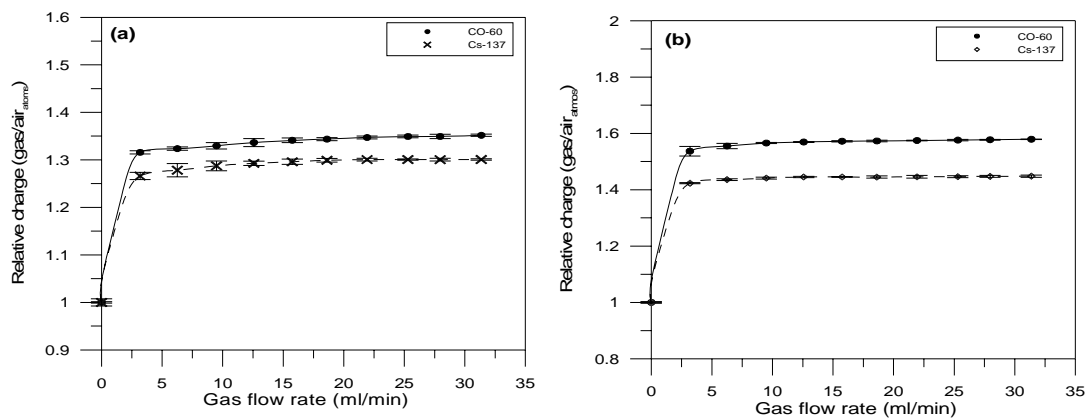 1.6
(a)
CO-60
Cs-137
1.5
1.4
1.3
1.2
1.1
1
0.9
Relative charge (gas/air atoms)
0 5 10 15 20 25 30 35
Gas flow rate (ml/min)
2
(b)
CO-60
Cs-137
1.8
1.6
1.4
1.2
1
0.8
Relative charge (gas/air atmos)
0 5 10 15 20 25 30 35
Gas flow rate (ml/min)